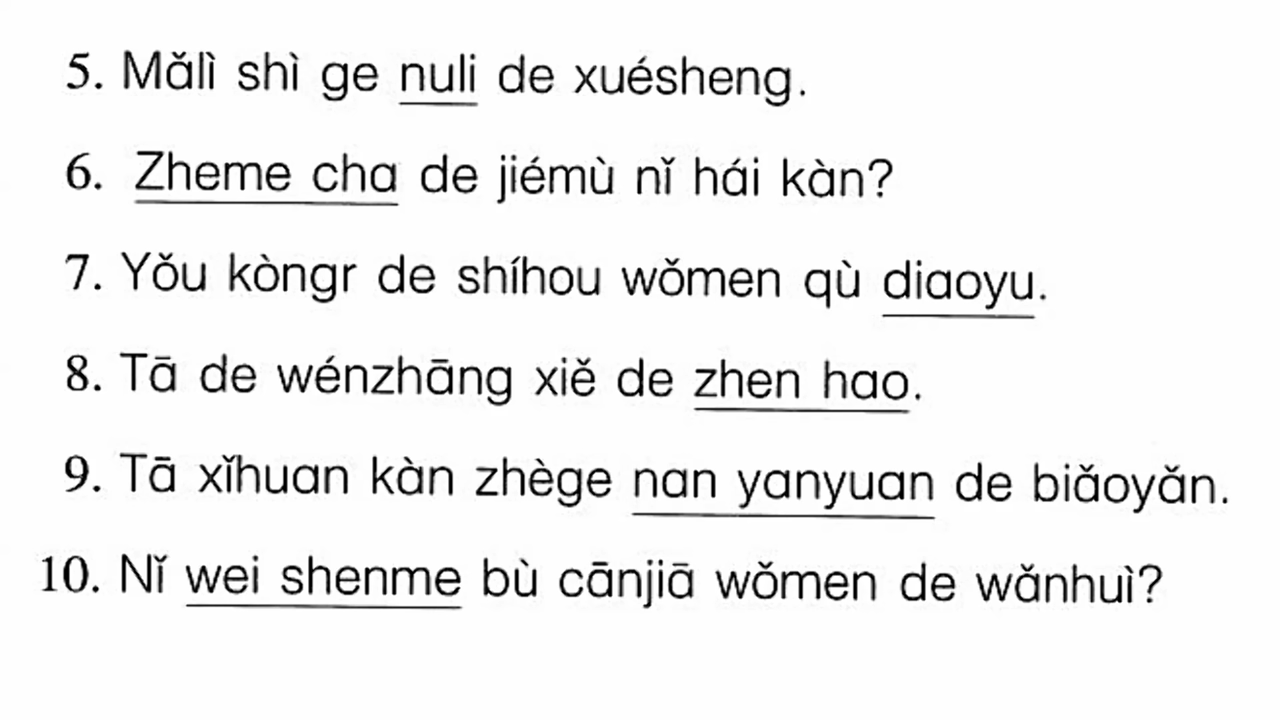 5. Mǎlì shì ge nuli de xuésheng.
6. Zheme cha de jiémù nǐ hái kàn?
7. Yǒu kòngr de shíhou wǒmen qù diaoyu.
8. Tā de wénzhāng xiě de zhen hao.
9. Tā xǐhuan kàn zhège nan yanyuan de biǎoyǎn.
10. Nǐ wei shenme bù cānjiā wǒmen de wǎnhuì?